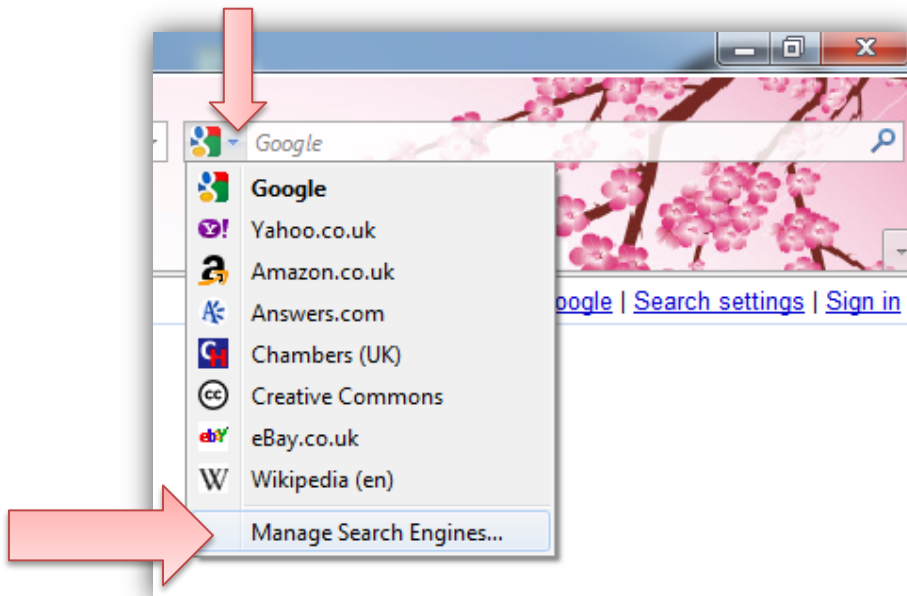 Google
Google
Yahoo.co.uk
Amazon.co.uk
Answers.com
oogle | Search settings | Sign in
Chambers (UK)
Creative Commons
eBay.co.uk
Wikipedia (en)
Manage Search Engines...